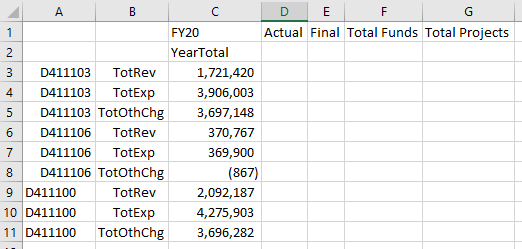 A B C D E F G
1 FY20 Actual Final Total Funds Total Projects
2 YearTotal
3 D411103 TotRev 1,721,420
4 D411103 TotExp 3,906,003
5 D411103 TotOthChg 3,697,148
6 D411106 TotRev 370,767
7 D411106 TotExp 369,900
8 D411106 TotOthChg (867)
9 D411100 TotRev 2,092,187
10 D411100 TotExp 4,275,903
11 D411100 TotOthChg 3,696,282